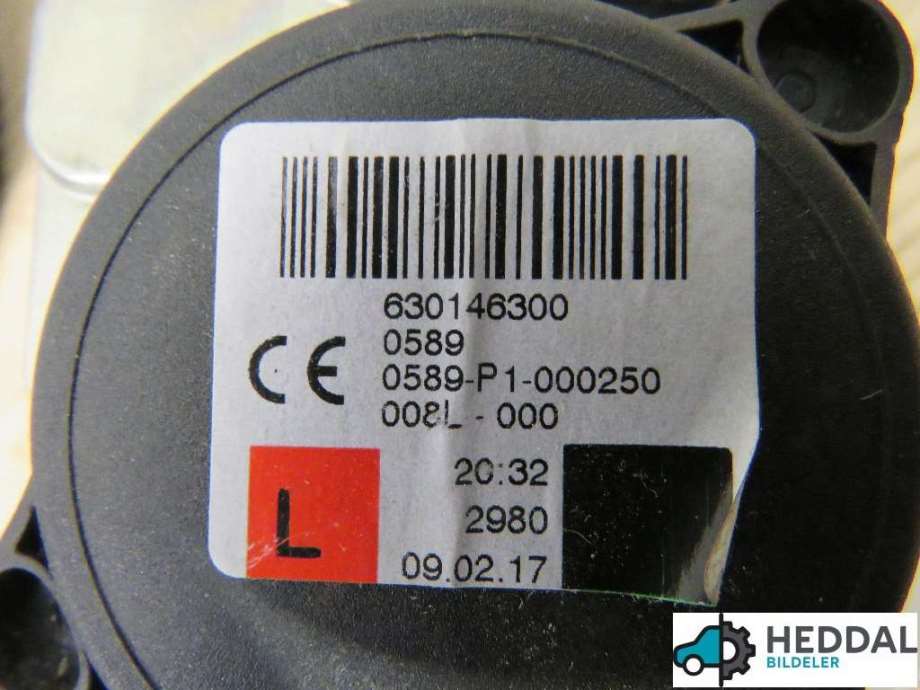 630146300
0589
CE
0589-P1-000250
008L - 000
20:32
L
2980
09.02.17
HEDDAL
BILDELER